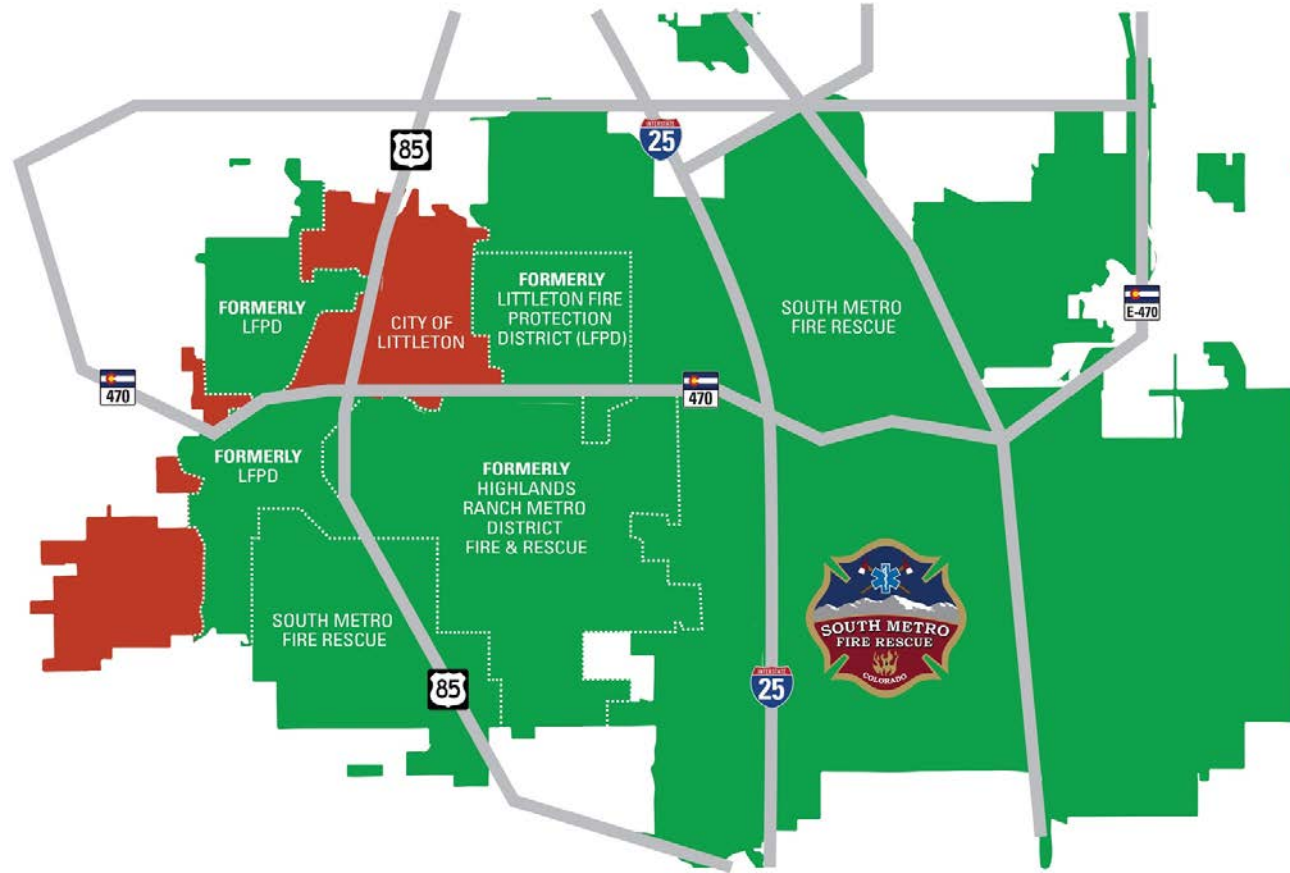 85
INTERSTATE
25
FORMERLY
LFPD
CITY OF
LITTLETON
FORMERLY
LITTLETON FIRE
PROTECTION
DISTRICT (LFPD)
SOUTH METRO
FIRE RESCUE
E-470
470
470
FORMERLY
LFPD
FORMERLY
HIGHLANDS
RANCH METRO
DISTRICT
FIRE & RESCUE
SOUTH METRO
FIRE RESCUE
SOUTH METRO
FIRE RESCUE
COLORADO
85
INTERSTATE
25